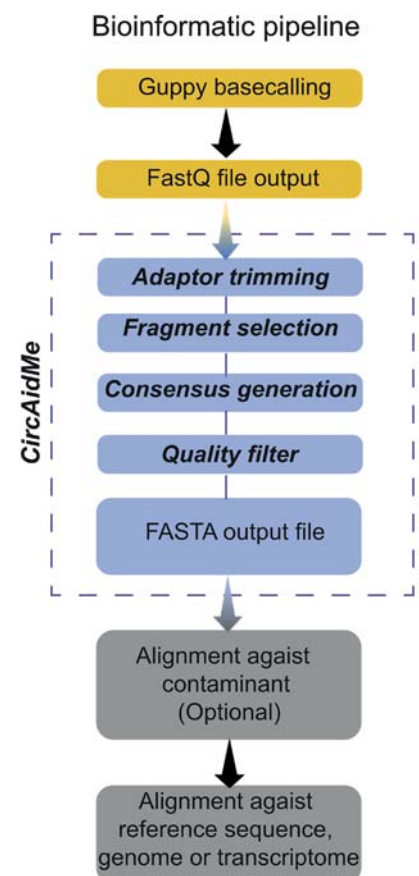 Bioinformatic pipeline
Guppy basecalling
FastQ file output
CircAidMe
Adaptor trimming
Fragment selection
Consensus generation
Quality filter
FASTA output file
Alignment agaist
contaminant
(Optional)
Alignment agaist
reference sequence,
genome or transcriptome